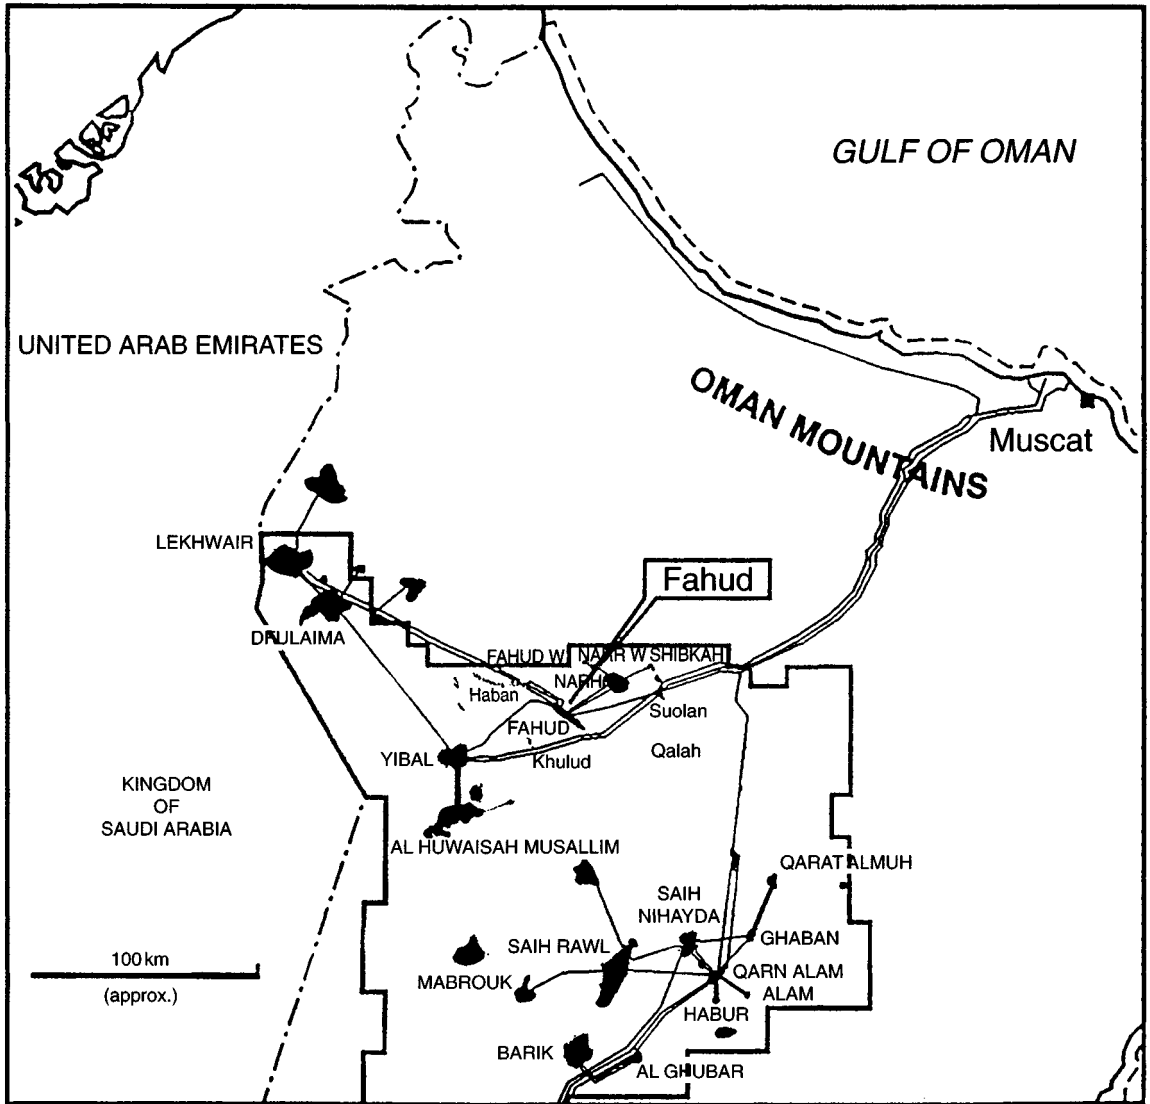 GULF OF OMAN
UNITED ARAB EMIRATES
OMAN MOUNTAINS
Muscat
LEKHWAIR
Fahud
DHULAIMA
FAHUD W
NATIH W
SHIBKAH
NATIH
Haban
Suolan
FAHUD
Qalah
YIBAL
Khulud
KINGDOM
OF
SAUDI ARABIA
AL HUWAISAH MUSALLIM
QARAT ALMUH
SAIH
NIHAYDA
GHABAN
SAIH RAWL
100 km
(approx.)
MABROUK
QARN ALAM
ALAM
HABUR
BARIK
AL GHUBAR